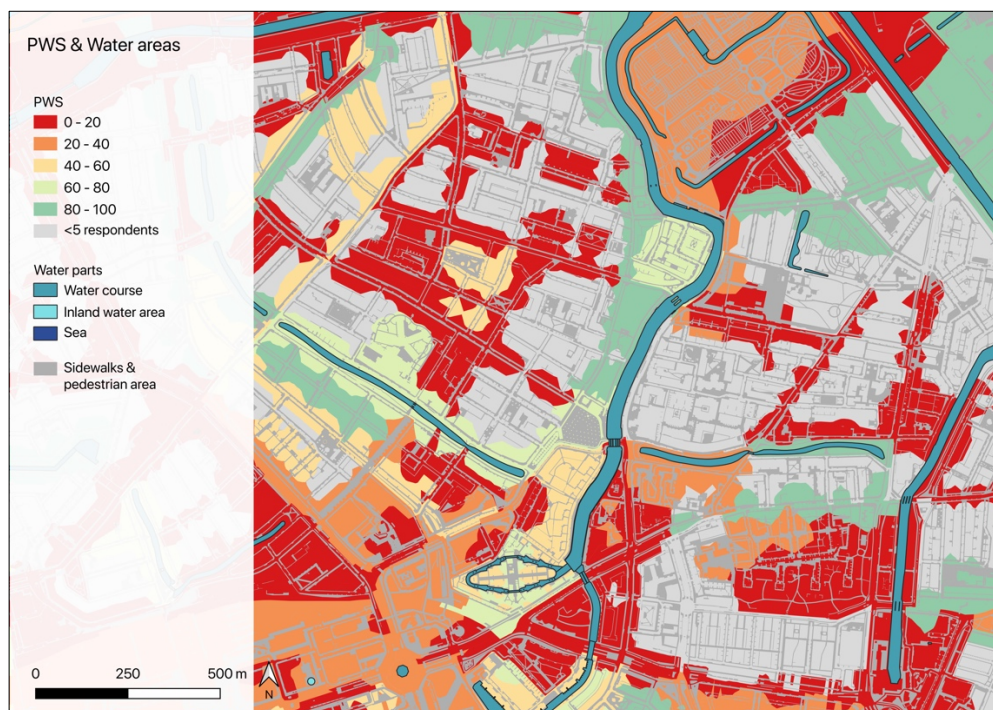 PWS & Water areas
PWS
0 - 20
20 - 40
40 - 60
60 - 80
80 - 100
<5 respondents
Water parts
Water course
Inland water area
Sea
Sidewalks &
pedestrian area
0 250 500 m
N